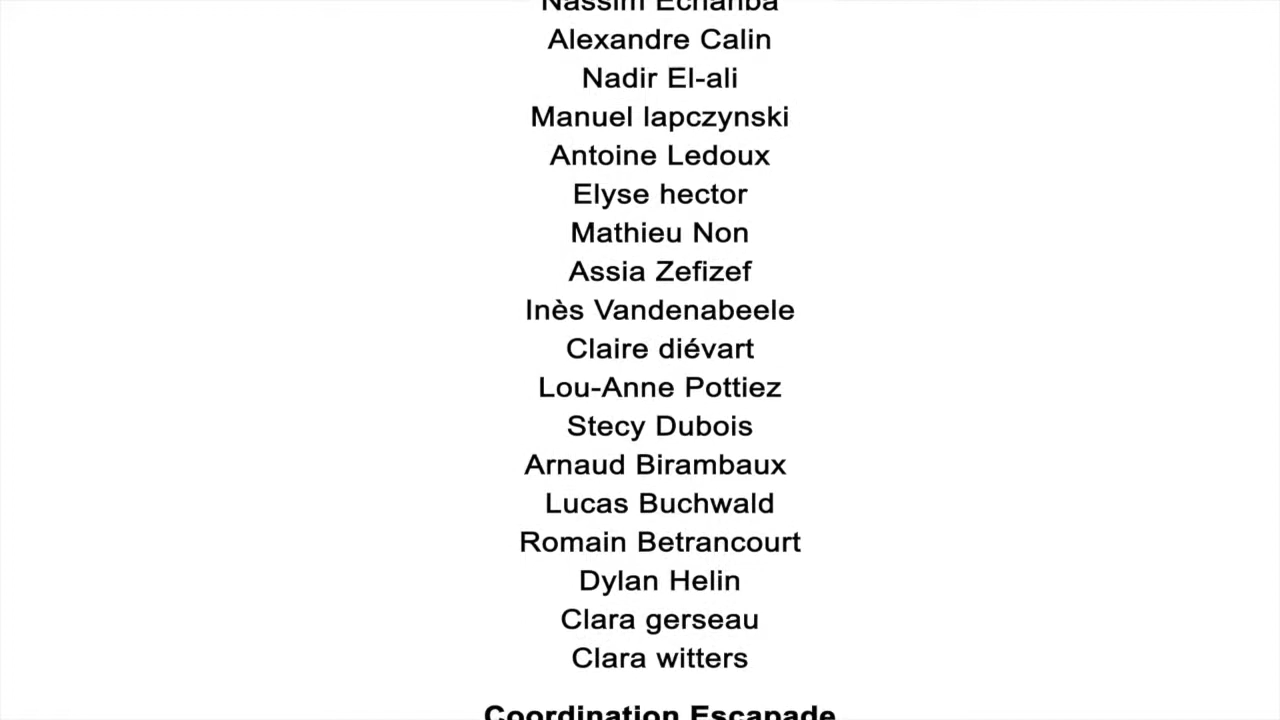 Nassim Echariba
Alexandre Calin
Nadir El-ali
Manuel lapczynski
Antoine Ledoux
Elyse hector
Mathieu Non
Assia Zefizef
Inès Vandenabeele
Claire diévart
Lou-Anne Pottiez
Stecy Dubois
Arnaud Birambaux
Lucas Buchwald
Romain Betrancourt
Dylan Helin
Clara gerseau
Clara witters
Coordination Escapade